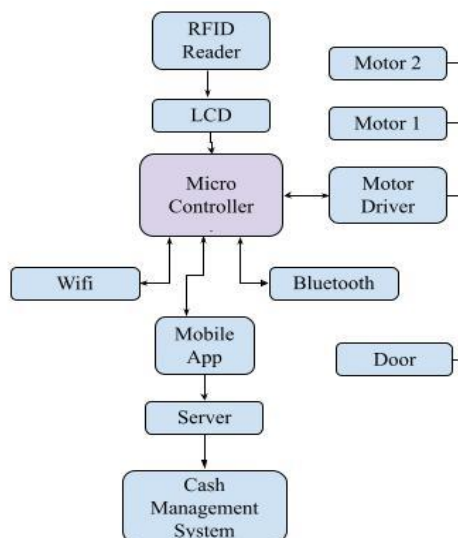 RFID
Reader
Motor 2
LCD
Motor 1
Micro
Controller
Motor
Driver
Wifi
Bluetooth
Mobile
App
Door
Server
Cash
Management
System